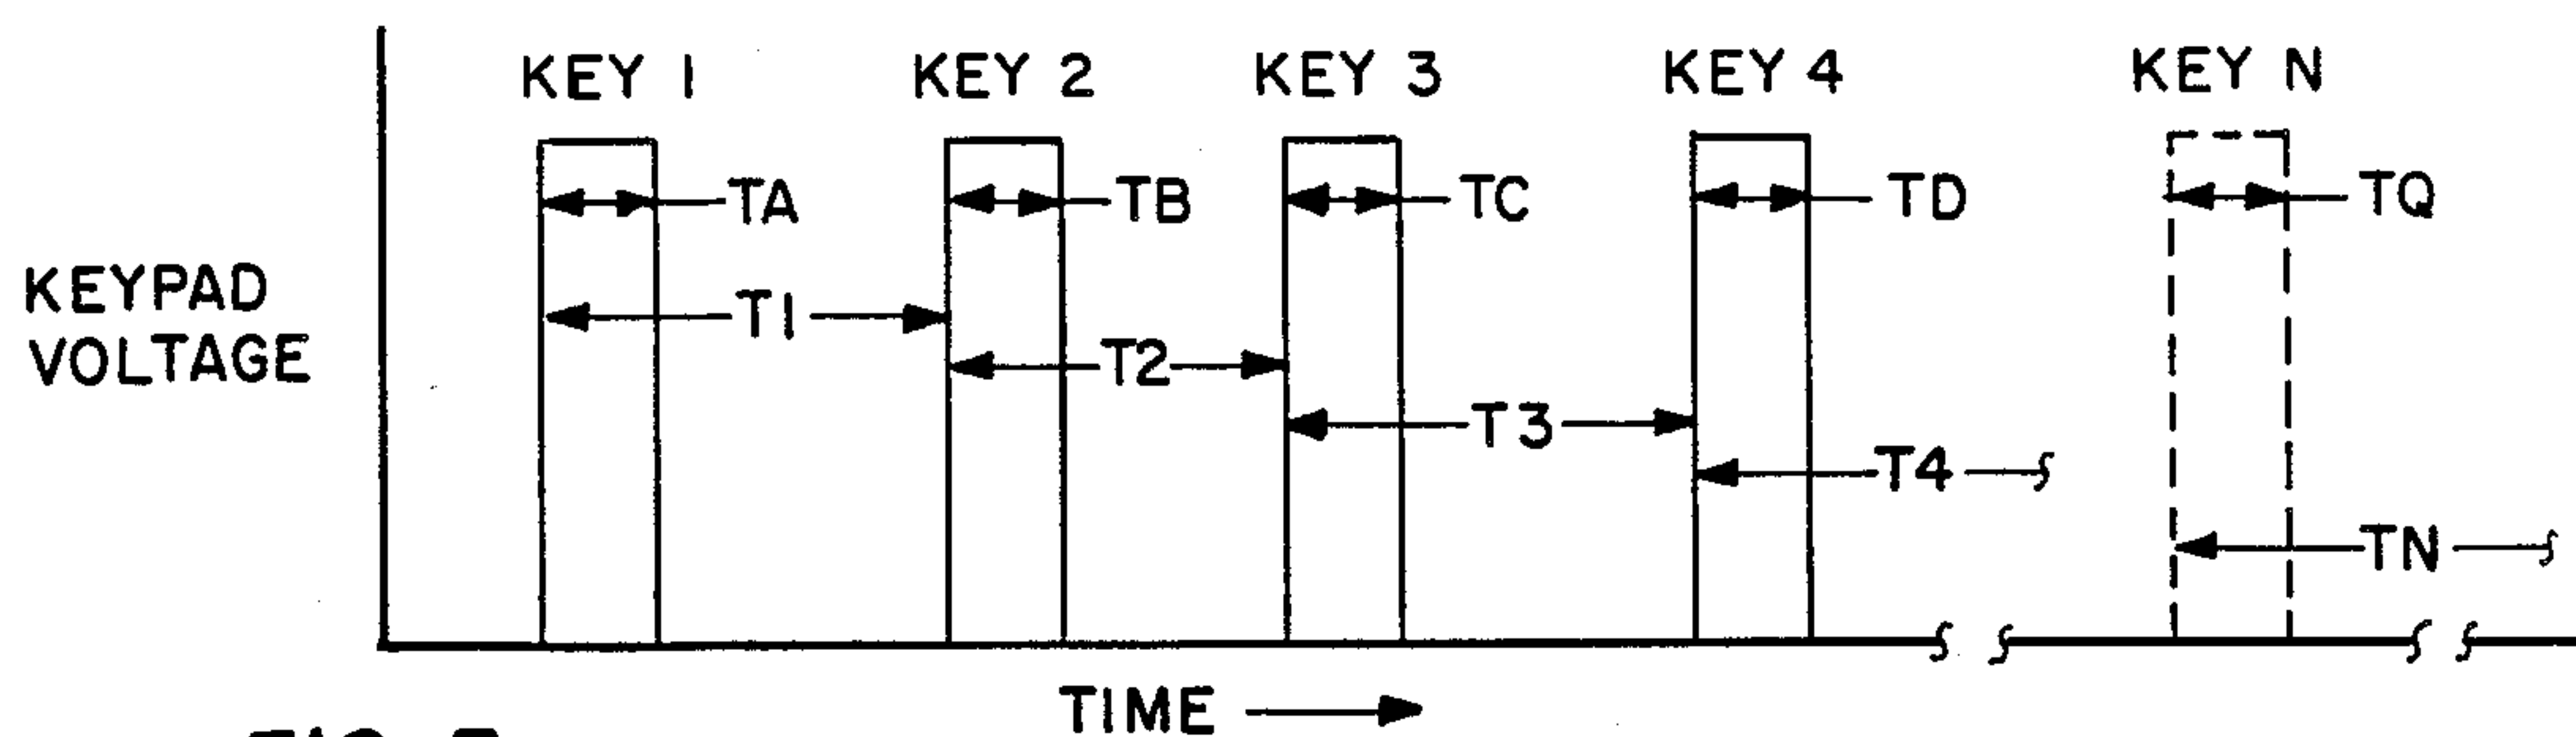 KEY 1 KEY 2 KEY 3 KEY 4 KEY N
TA TB TC TD TQ
KEYPAD
VOLTAGE
T1
T2
T3
T4
TN
TIME